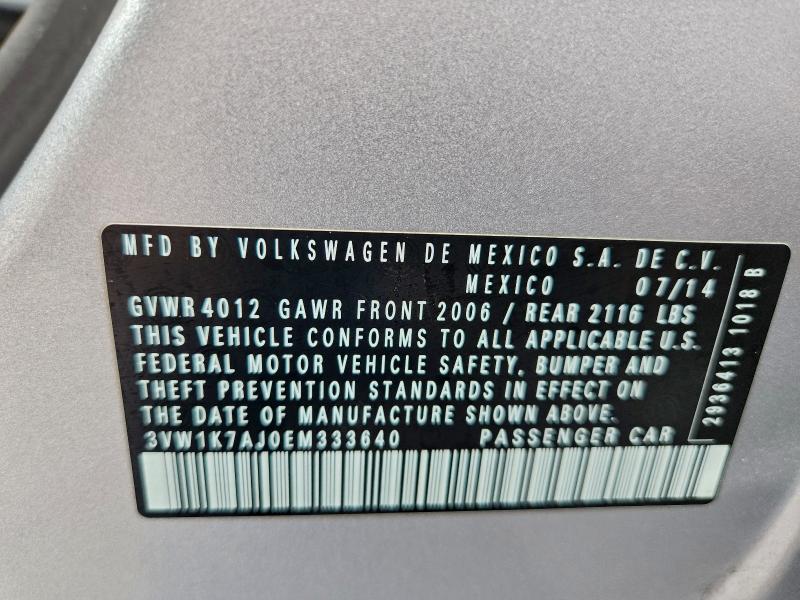 MFD BY VOLKSWAGEN DE MEXICO S.A. DE C.V.
MEXICO 07/14
GVWR 4012 GAWR FRONT 2006 / REAR 2116 LBS
THIS VEHICLE CONFORMS TO ALL APPLICABLE U.S.
FEDERAL MOTOR VEHICLE SAFETY, BUMPER AND
THEFT PREVENTION STANDARDS IN EFFECT ON
THE DATE OF MANUFACTURE SHOWN ABOVE.
3VW1K7AJ0EM333640 PASSENGER CAR
2936413 1018 B